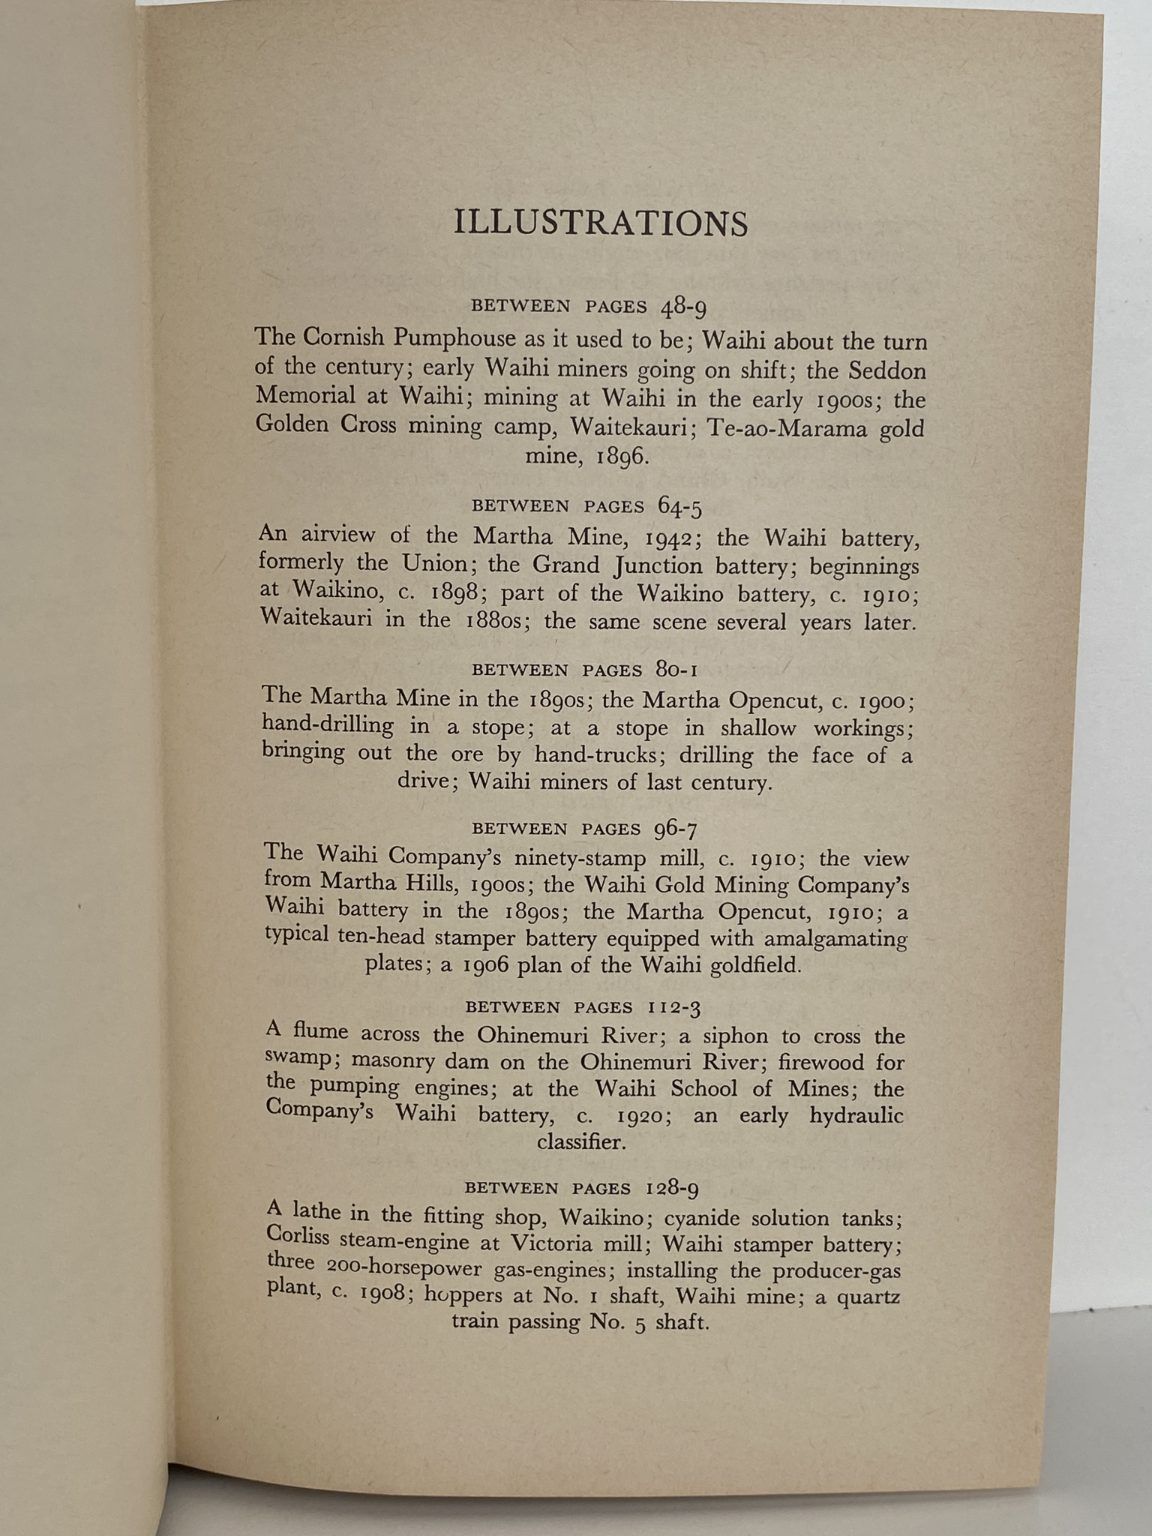 ILLUSTRATIONS
BETWEEN PAGES 48-9
The Cornish Pumphouse as it used to be; Waihi about the turn
of the century; early Waihi miners going on shift; the Seddon
Memorial at Waihi; mining at Waihi in the early 1900s; the
Golden Cross mining camp, Waitekauri; Te-ao-Marama gold
mine, 1896.
BETWEEN PAGES 64-5
An airview of the Martha Mine, 1942; the Waihi battery,
formerly the Union; the Grand Junction battery; beginnings
at Waikino, c. 1898; part of the Waikino battery, c. 1910;
Waitekauri in the 1880s; the same scene several years later.
BETWEEN PAGES 80-1
The Martha Mine in the 1890s; the Martha Opencut, c. 1900;
hand-drilling in a stope; at a stope in shallow workings;
bringing out the ore by hand-trucks; drilling the face of a
drive; Waihi miners of last century.
BETWEEN PAGES 96-7
The Waihi Company's ninety-stamp mill, c. 1910; the view
from Martha Hills, 1900s; the Waihi Gold Mining Company's
Waihi battery in the 1890s; the Martha Opencut, 1910; a
typical ten-head stamper battery equipped with amalgamating
plates; a 1906 plan of the Waihi goldfield.
BETWEEN PAGES 112-3
A flume across the Ohinemuri River; a siphon to cross the
swamp; masonry dam on the Ohinemuri River; firewood for
the pumping engines; at the Waihi School of Mines; the
Company's Waihi battery, c. 1920; an early hydraulic
classifier.
BETWEEN PAGES 128-9
A lathe in the fitting shop, Waikino; cyanide solution tanks;
Corliss steam-engine at Victoria mill; Waihi stamper battery;
three 200-horsepower gas-engines; installing the producer-gas
plant, c. 1908; hoppers at No. 1 shaft, Waihi mine; a quartz
train passing No. 5 shaft.